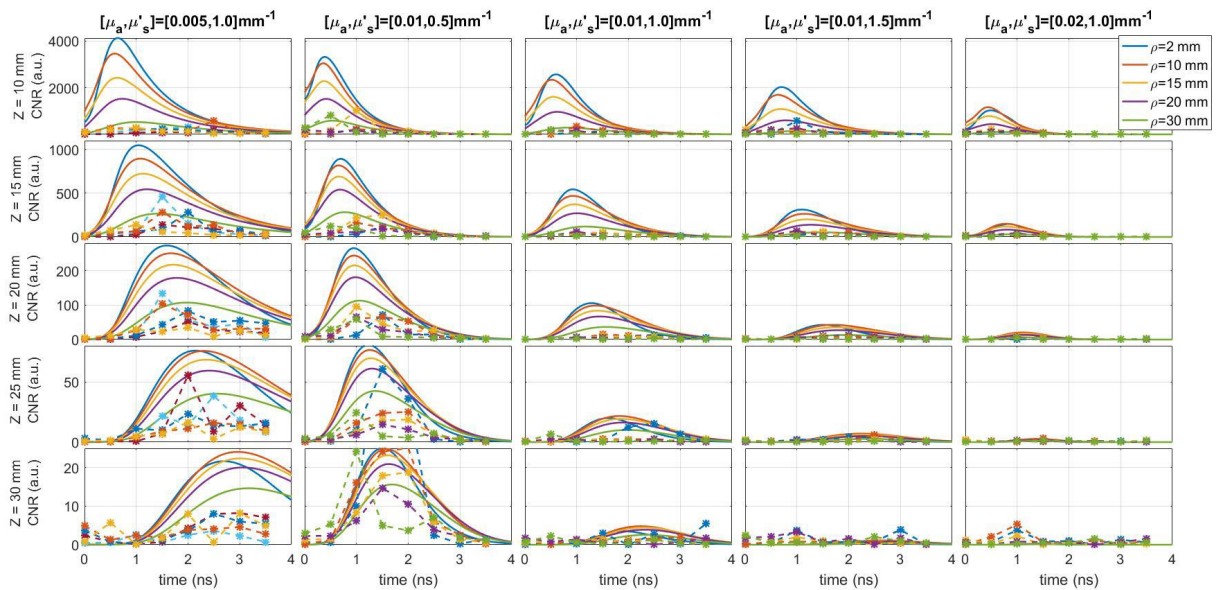 [μa,μ's]=[0.005,1.0]mm-1 [μa,μ's]=[0.01,0.5]mm-1 [μa,μ's]=[0.01,1.0]mm-1 [μa,μ's]=[0.01,1.5]mm-1 [μa,μ's]=[0.02,1.0]mm-1
ρ=2 mm
ρ=10 mm
ρ=15 mm
ρ=20 mm
ρ=30 mm
Z = 10 mm
CNR (a.u.)
4000
2000
0
Z = 15 mm
CNR (a.u.)
1000
500
0
Z = 20 mm
CNR (a.u.)
200
100
0
Z = 25 mm
CNR (a.u.)
50
0
Z = 30 mm
CNR (a.u.)
20
10
0
0 1 2 3 4 0 1 2 3 4 0 1 2 3 4 0 1 2 3 4 0 1 2 3 4
time (ns) time (ns) time (ns) time (ns) time (ns)